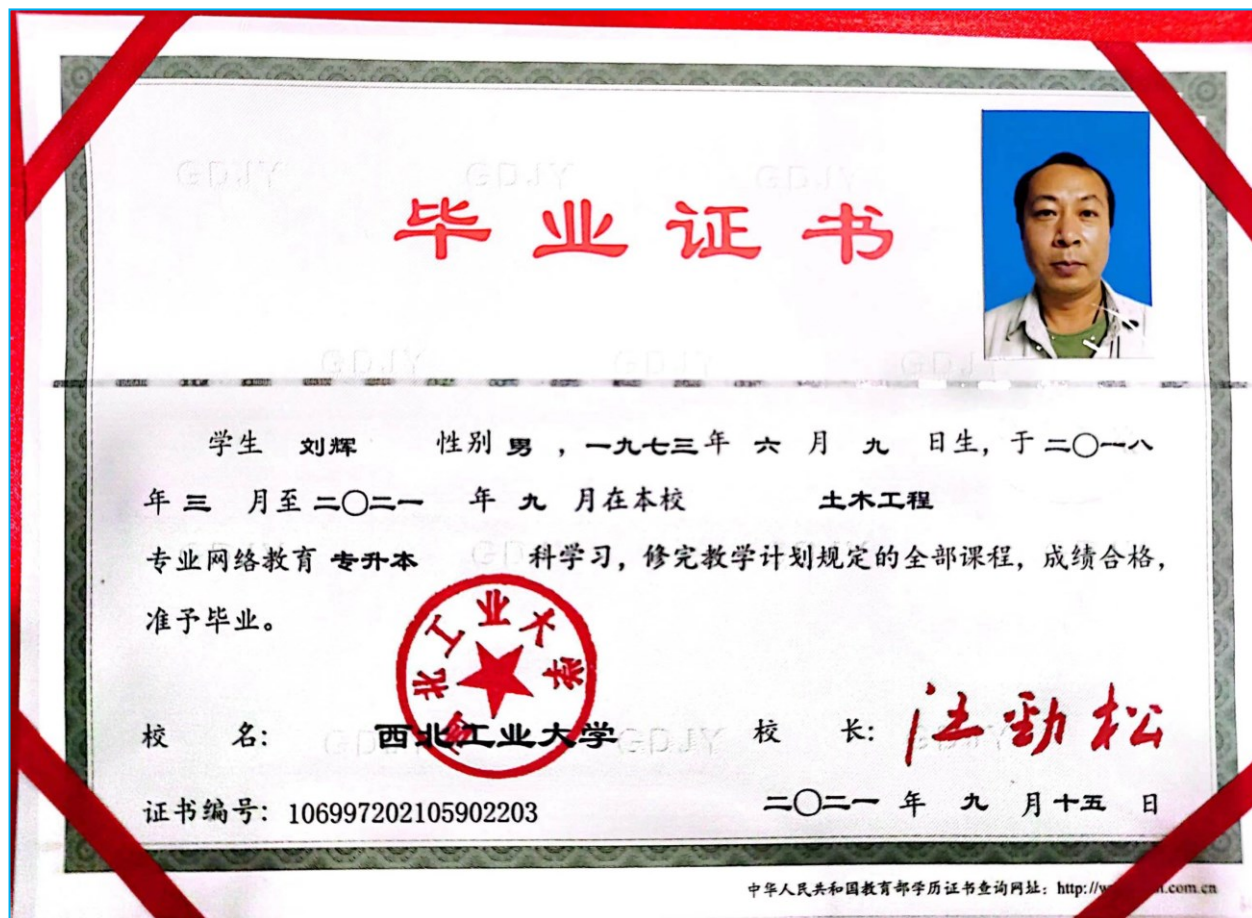 毕业证书
GDJY GDJY GDJY
GDJY GDJY GDJY
学生 刘辉 性别 男 ，一九七三年 六 月 九 日生，于 二〇一八
年 三 月至 二〇二一 年 九 月在本校 土木工程
专业网络教育 专升本 科学习，修完教学计划规定的全部课程，成绩合格，
准予毕业。
西北工业大学
校 名： 西北工业大学 校 长： 汪劲松
证书编号：106997202105902203 二〇二一 年 九 月十五 日
中华人民共和国教育部学历证书查询网址：http://w
.com.cn